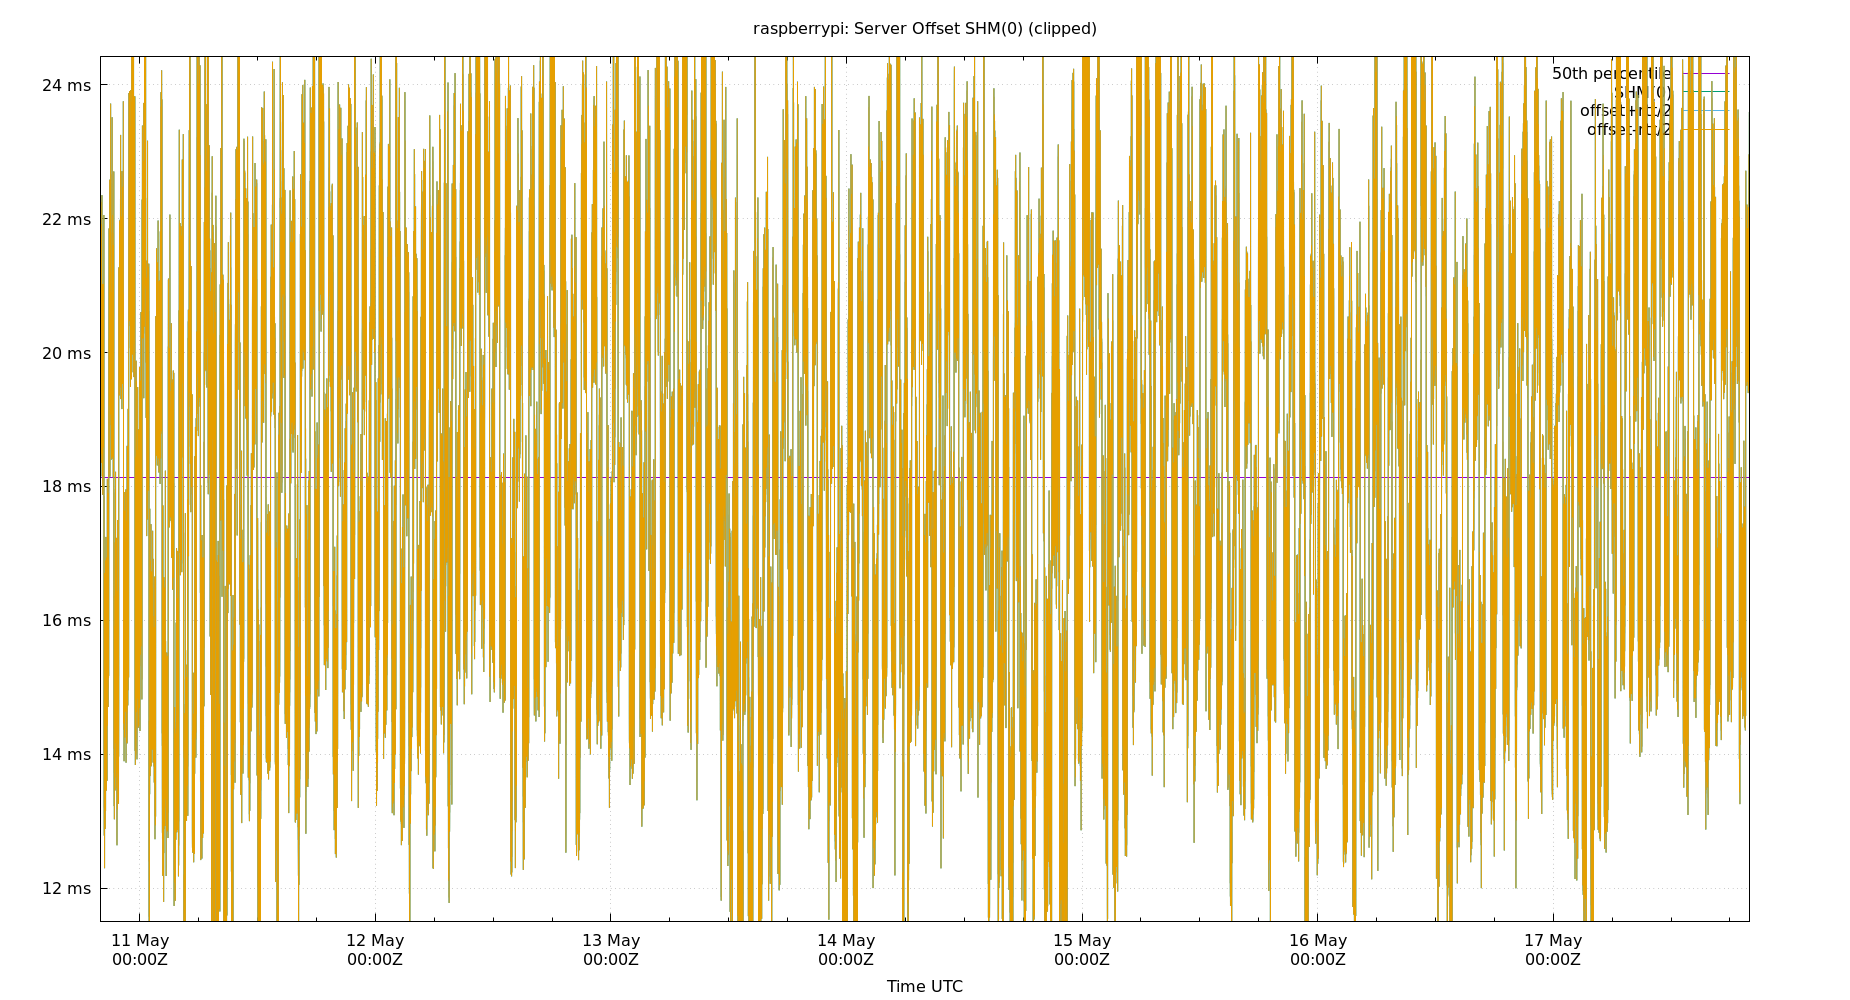 raspberrypi: Server Offset SHM(0) (clipped)
50th percentile
SHM(0)
offset+rtt/2
offset-rtt/2
24 ms
22 ms
20 ms
18 ms
16 ms
14 ms
12 ms
11 May 12 May 13 May 14 May 15 May 16 May 17 May
00:00Z 00:00Z 00:00Z 00:00Z 00:00Z 00:00Z 00:00Z
Time UTC